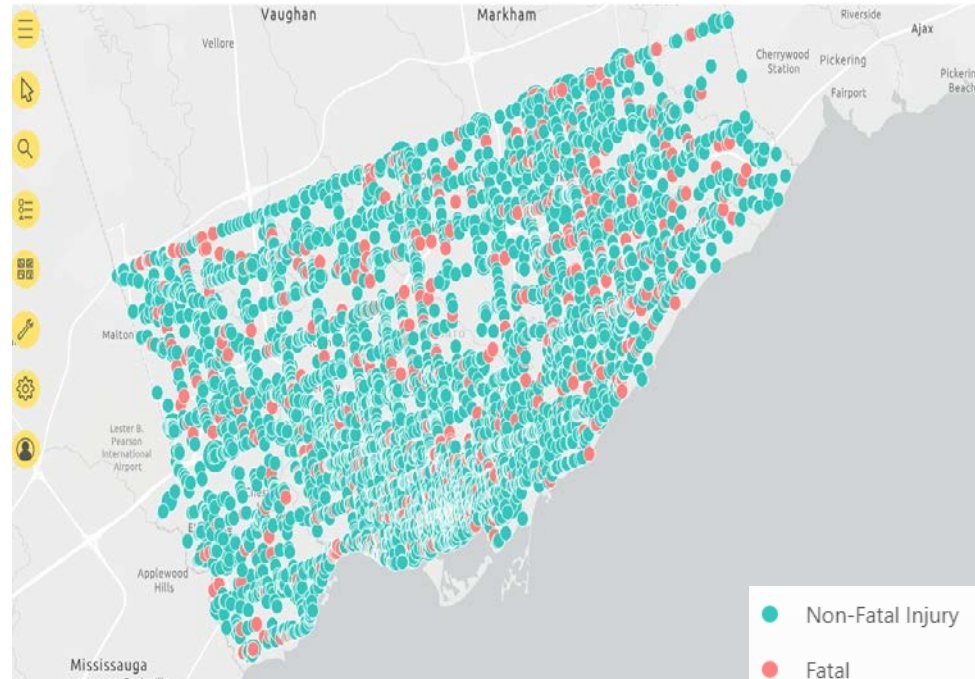 Vaughan
Markham
Riverside
Ajax
Vellore
Cherrywood
Station
Pickering
Fairport
Pickerin
Beach
Malton
Lester B.
Pearson
International
Airport
Applewood
Hills
Mississauga
Non-Fatal Injury
Fatal